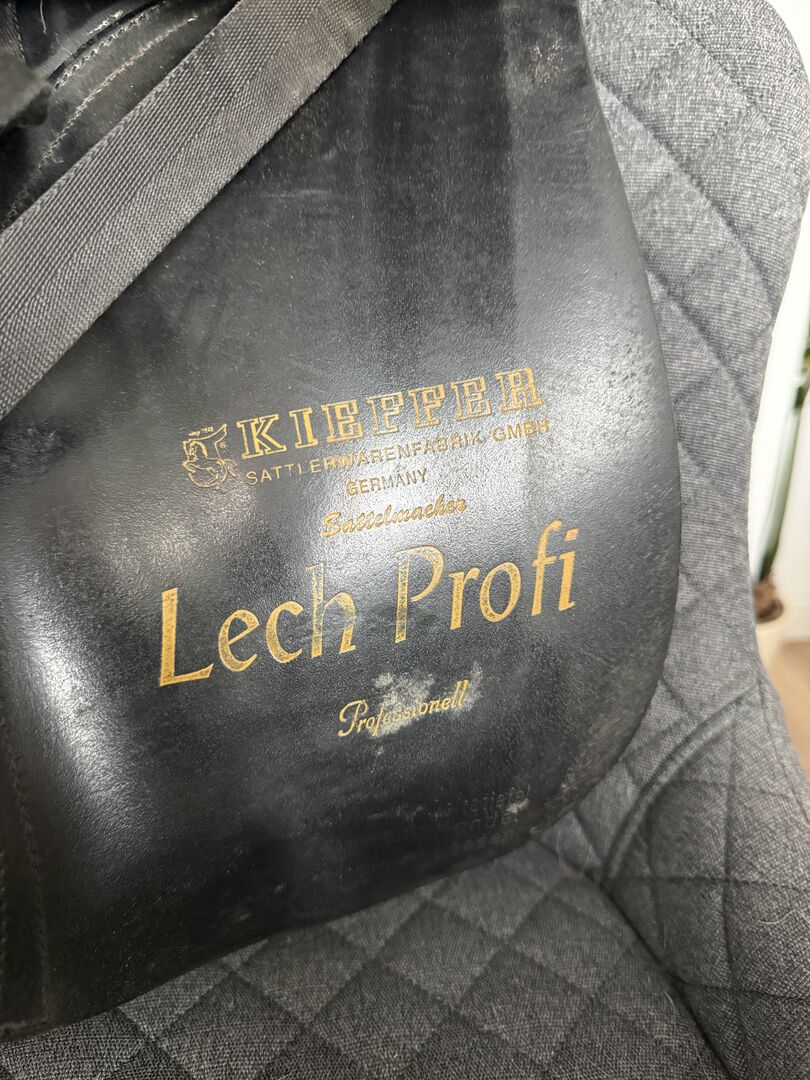 KIEFFER
SATTLERWARENFABRIK GMBH
GERMANY
Sattelmacher
Lech Profi
Professionell